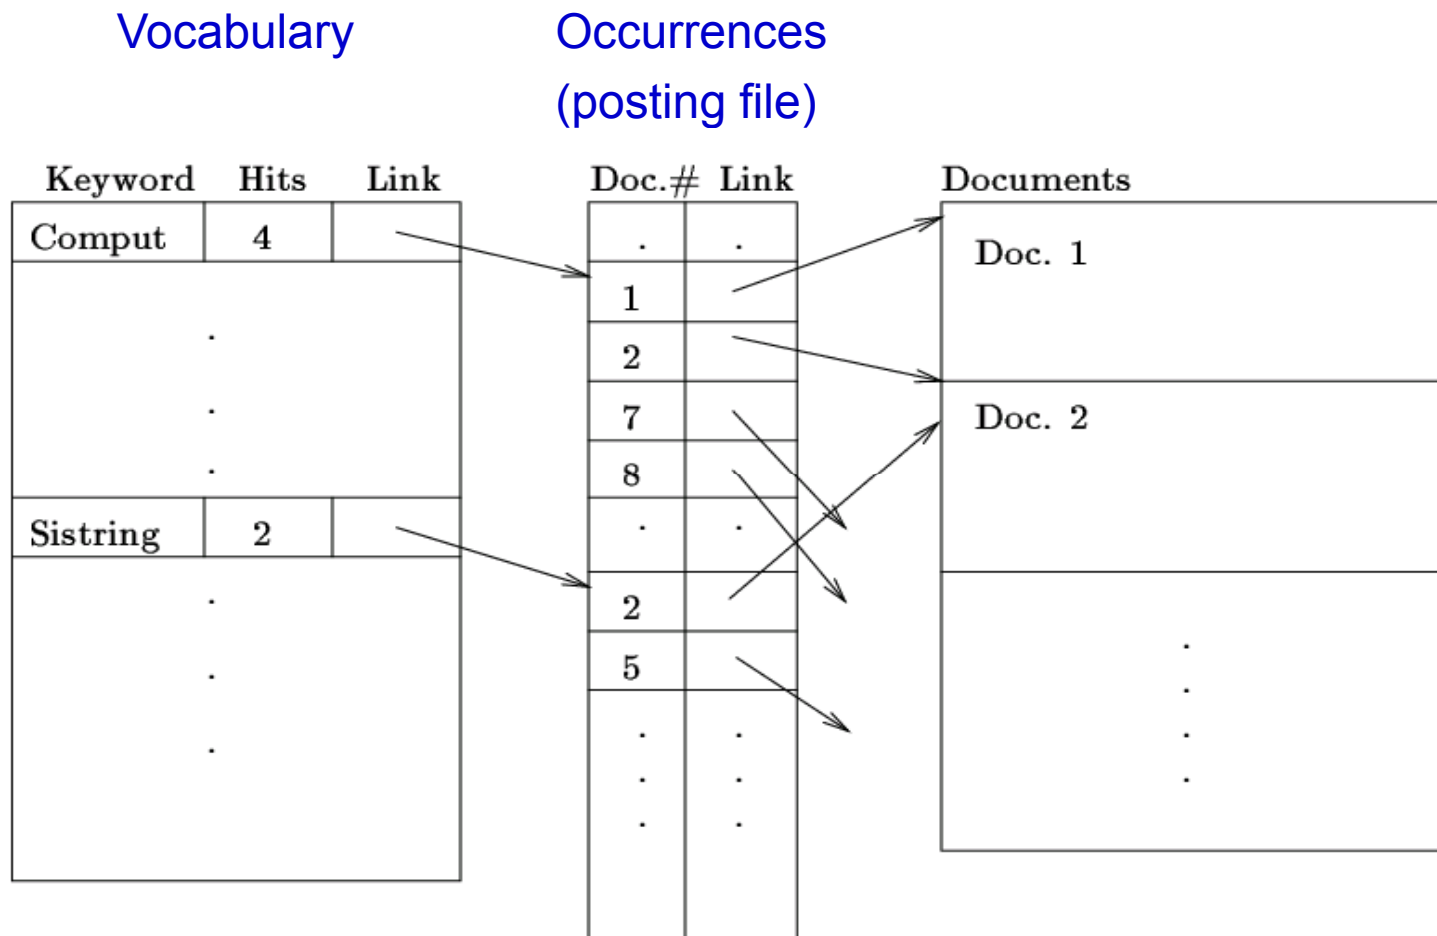 Vocabulary Occurrences
(posting file)
Keyword Hits Link Doc.# Link Documents
Comput 4 . .
Doc. 1
1
.
2
.
7 Doc. 2
.
8
Sistring 2 . .
.
2
.
5
.
. .
.
. .
.
. .
.